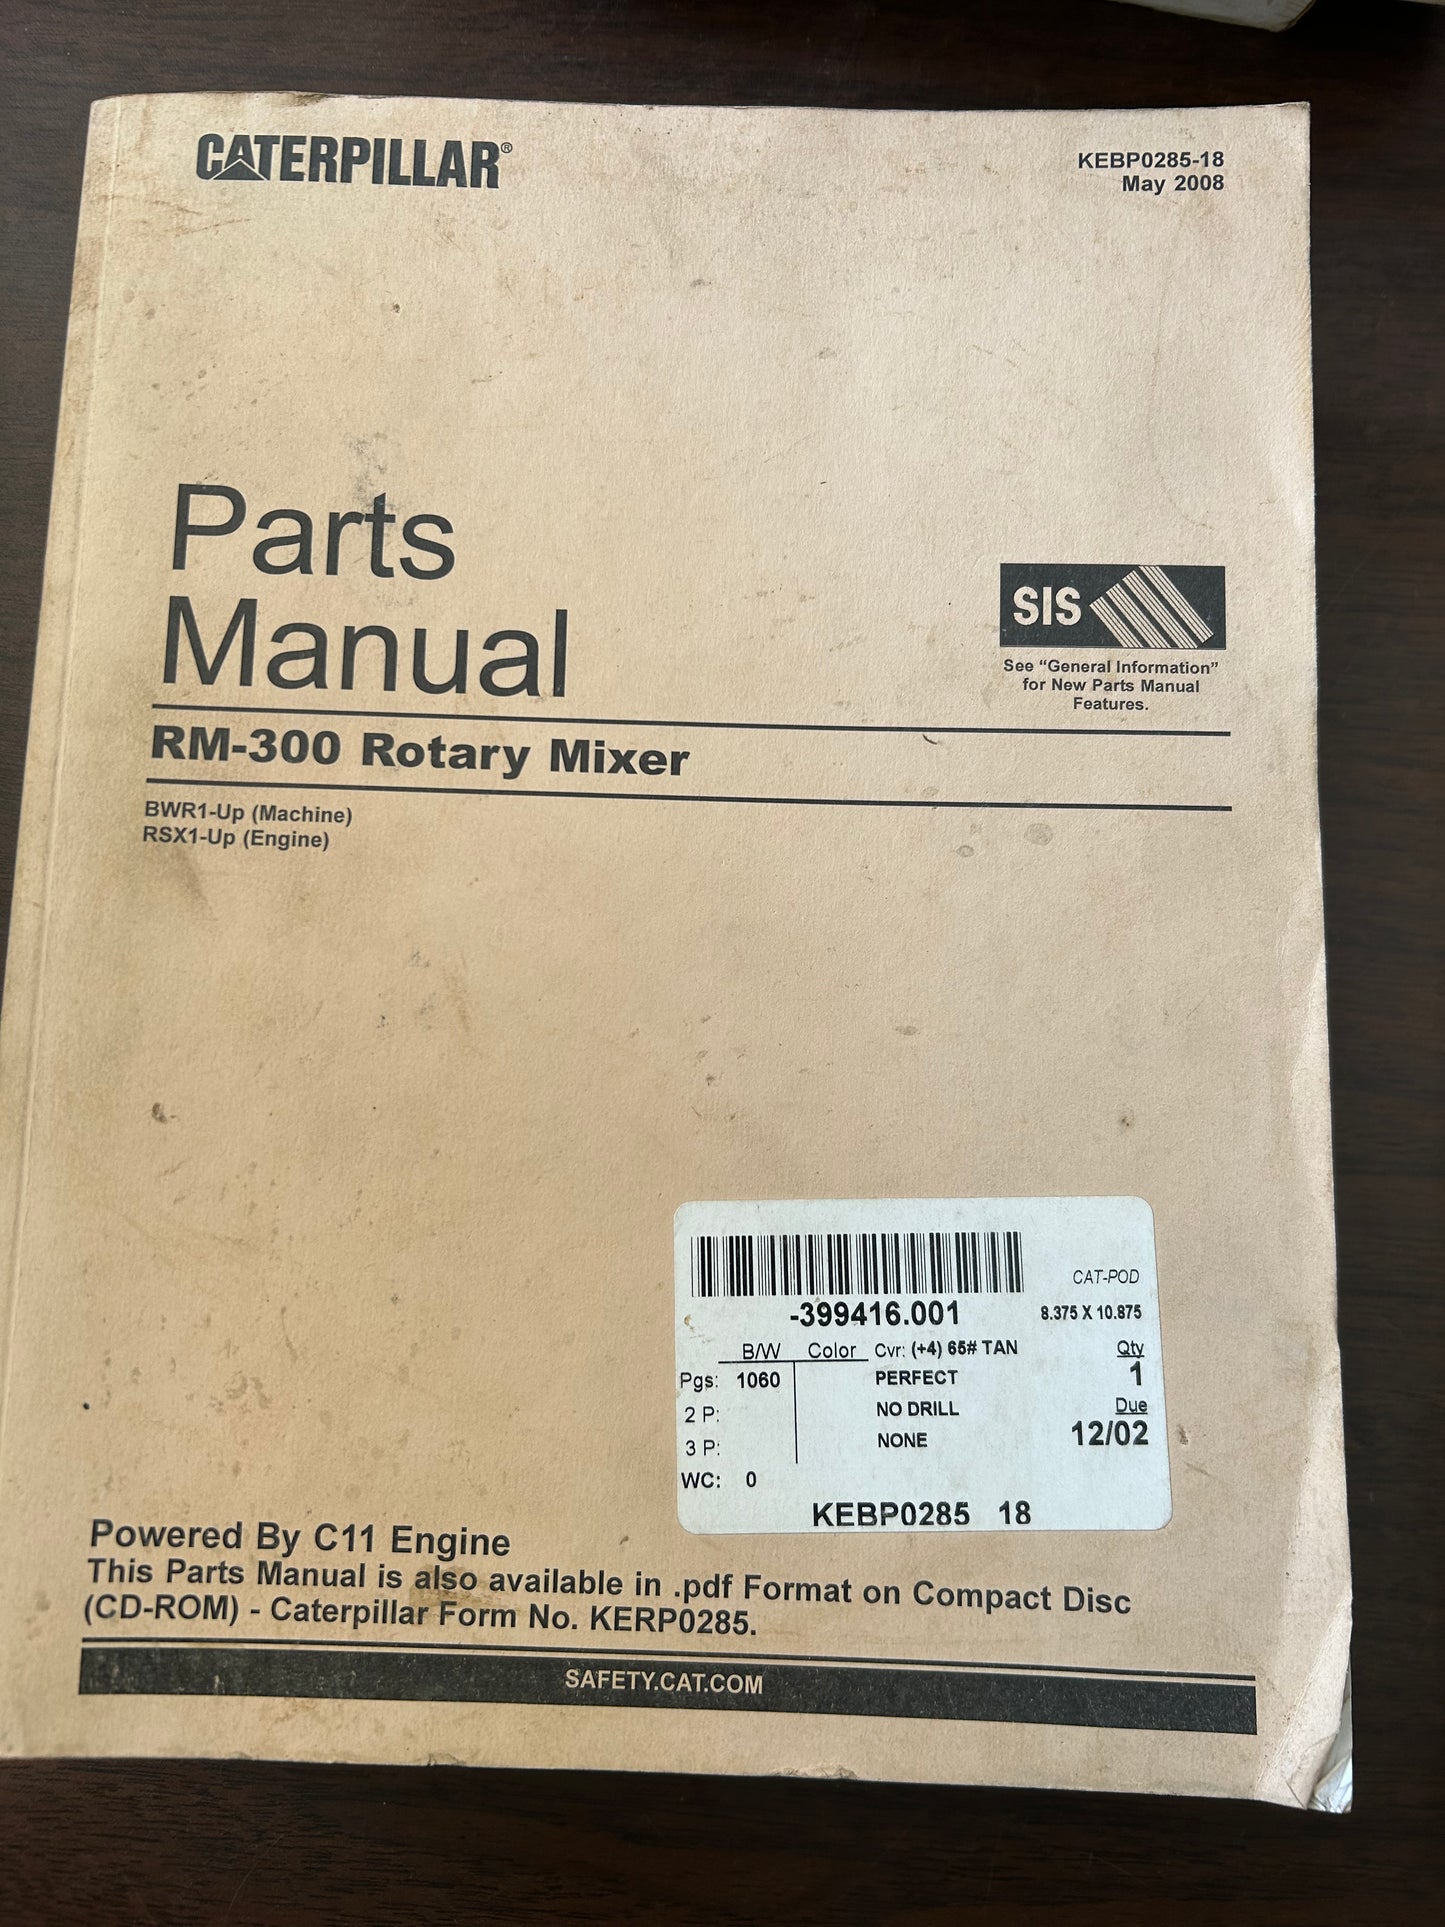 CATERPILLAR®
KEBP0285-18
May 2008
Parts
Manual
SIS
See “General Information”
for New Parts Manual
Features.
RM-300 Rotary Mixer
BWR1-Up (Machine)
RSX1-Up (Engine)
CAT-POD
-399416.001
8.375 X 10.875
B/W Color Cvr: (+4) 65# TAN Qty
Pgs: 1060 PERFECT 1
2 P: NO DRILL Due
3 P: NONE 12/02
WC: 0
KEBP0285 18
Powered By C11 Engine
This Parts Manual is also available in .pdf Format on Compact Disc
(CD-ROM) - Caterpillar Form No. KERP0285.
SAFETY.CAT.COM